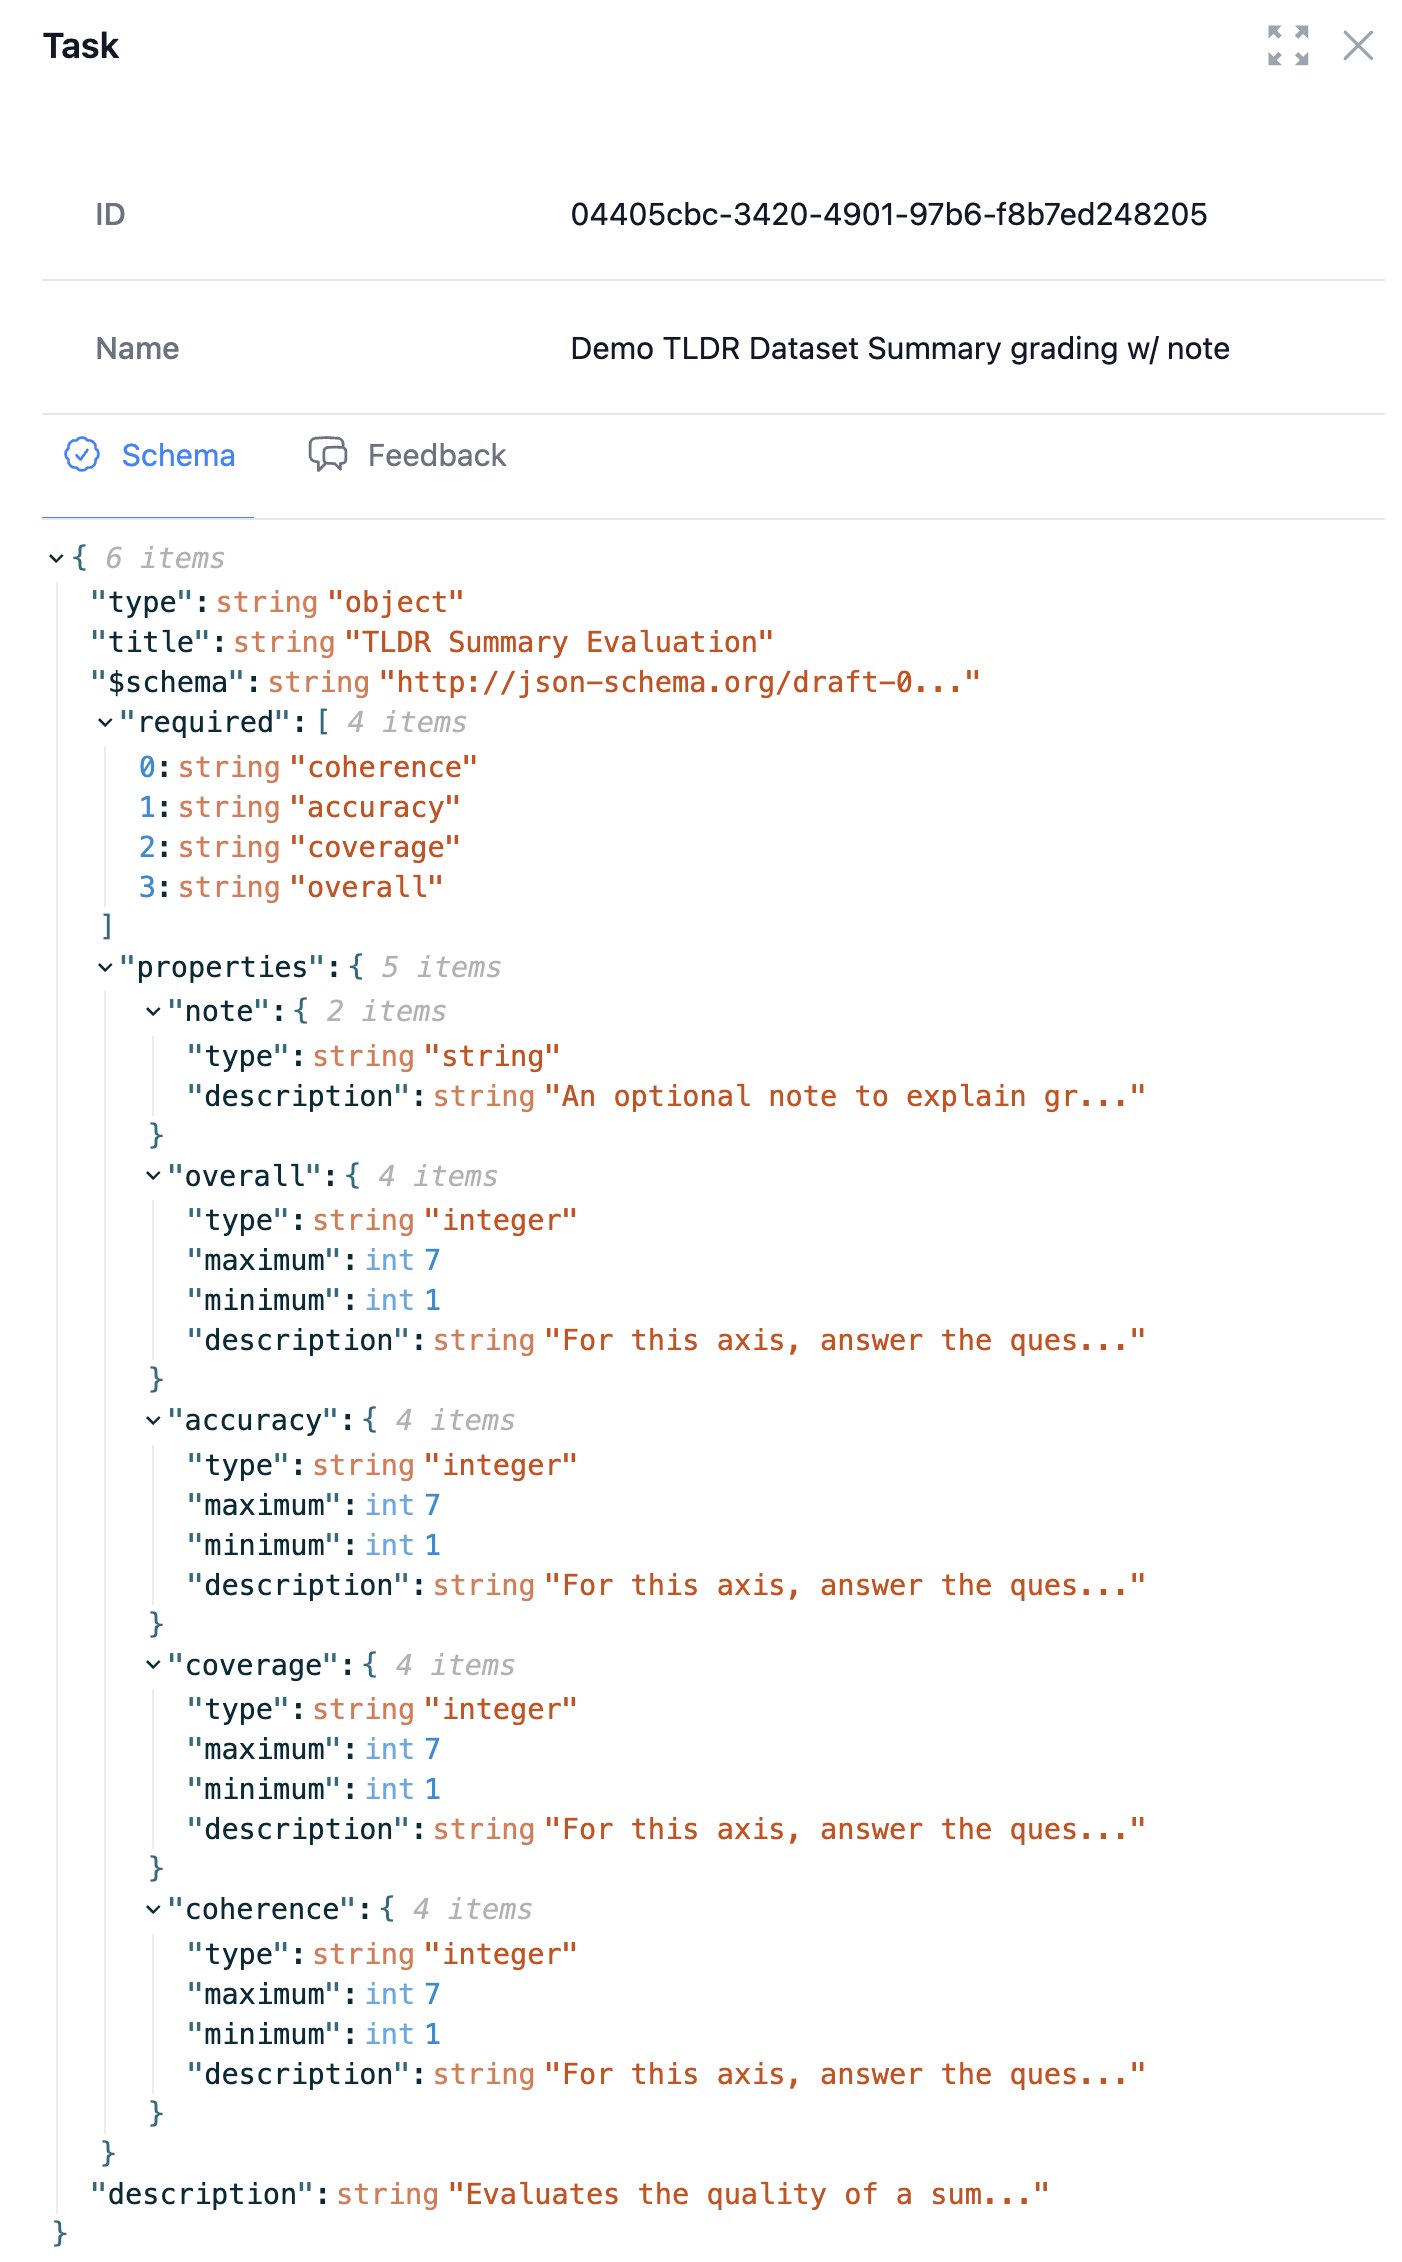 Task
ID 04405cbc-3420-4901-97b6-f8b7ed248205
Name Demo TLDR Dataset Summary grading w/ note
Schema Feedback
{ 6 items
"type": string "object"
"title": string "TLDR Summary Evaluation"
"$schema": string "http://json-schema.org/draft-0..."
"required": [ 4 items
0: string "coherence"
1: string "accuracy"
2: string "coverage"
3: string "overall"
]
"properties": { 5 items
"note": { 2 items
"type": string "string"
"description": string "An optional note to explain gr..."
}
"overall": { 4 items
"type": string "integer"
"maximum": int 7
"minimum": int 1
"description": string "For this axis, answer the ques..."
}
"accuracy": { 4 items
"type": string "integer"
"maximum": int 7
"minimum": int 1
"description": string "For this axis, answer the ques..."
}
"coverage": { 4 items
"type": string "integer"
"maximum": int 7
"minimum": int 1
"description": string "For this axis, answer the ques..."
}
"coherence": { 4 items
"type": string "integer"
"maximum": int 7
"minimum": int 1
"description": string "For this axis, answer the ques..."
}
}
"description": string "Evaluates the quality of a sum..."
}